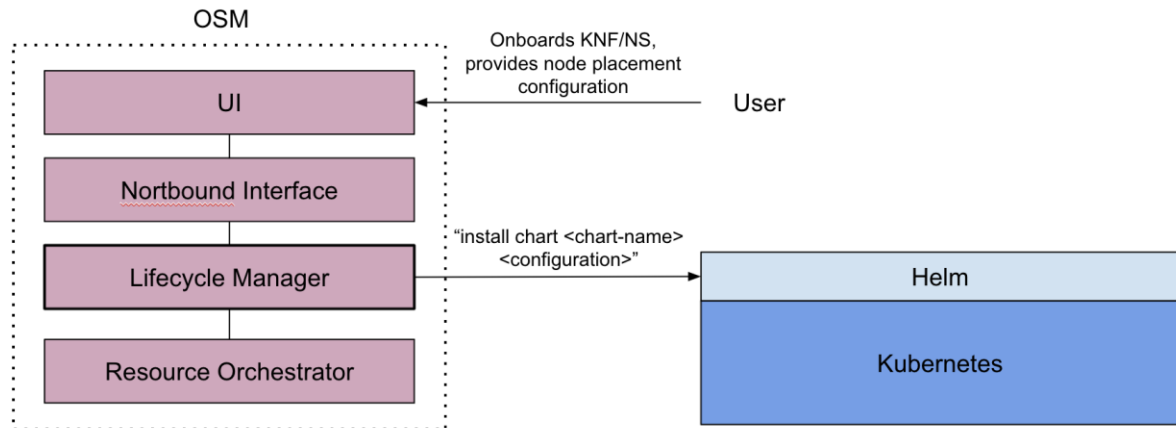 OSM
Onboards KNF/NS,
provides node placement
configuration
UI
User
Nortbound Interface
“install chart <chart-name>
<configuration>”
Lifecycle Manager
Helm
Resource Orchestrator
Kubernetes